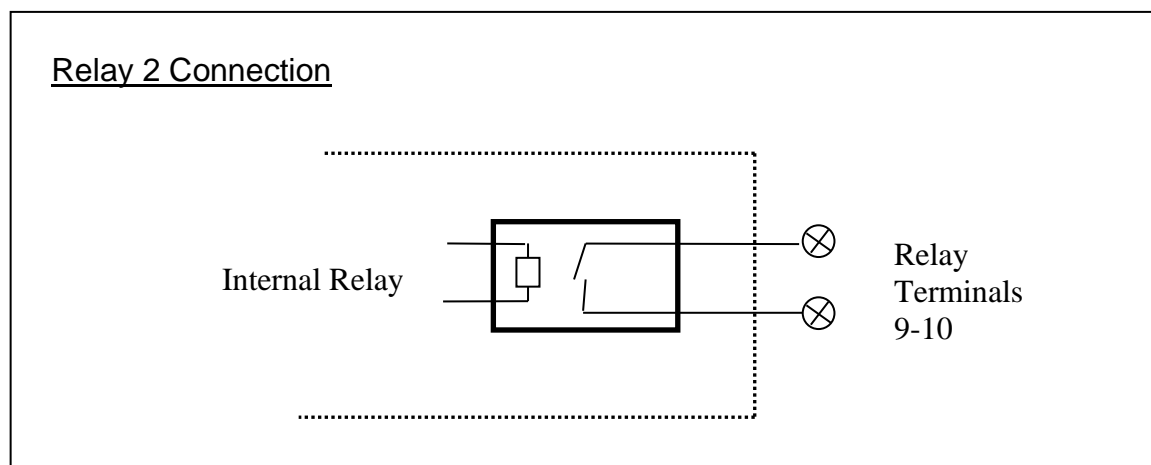 Relay 2 Connection
Internal Relay
Relay
Terminals
9-10